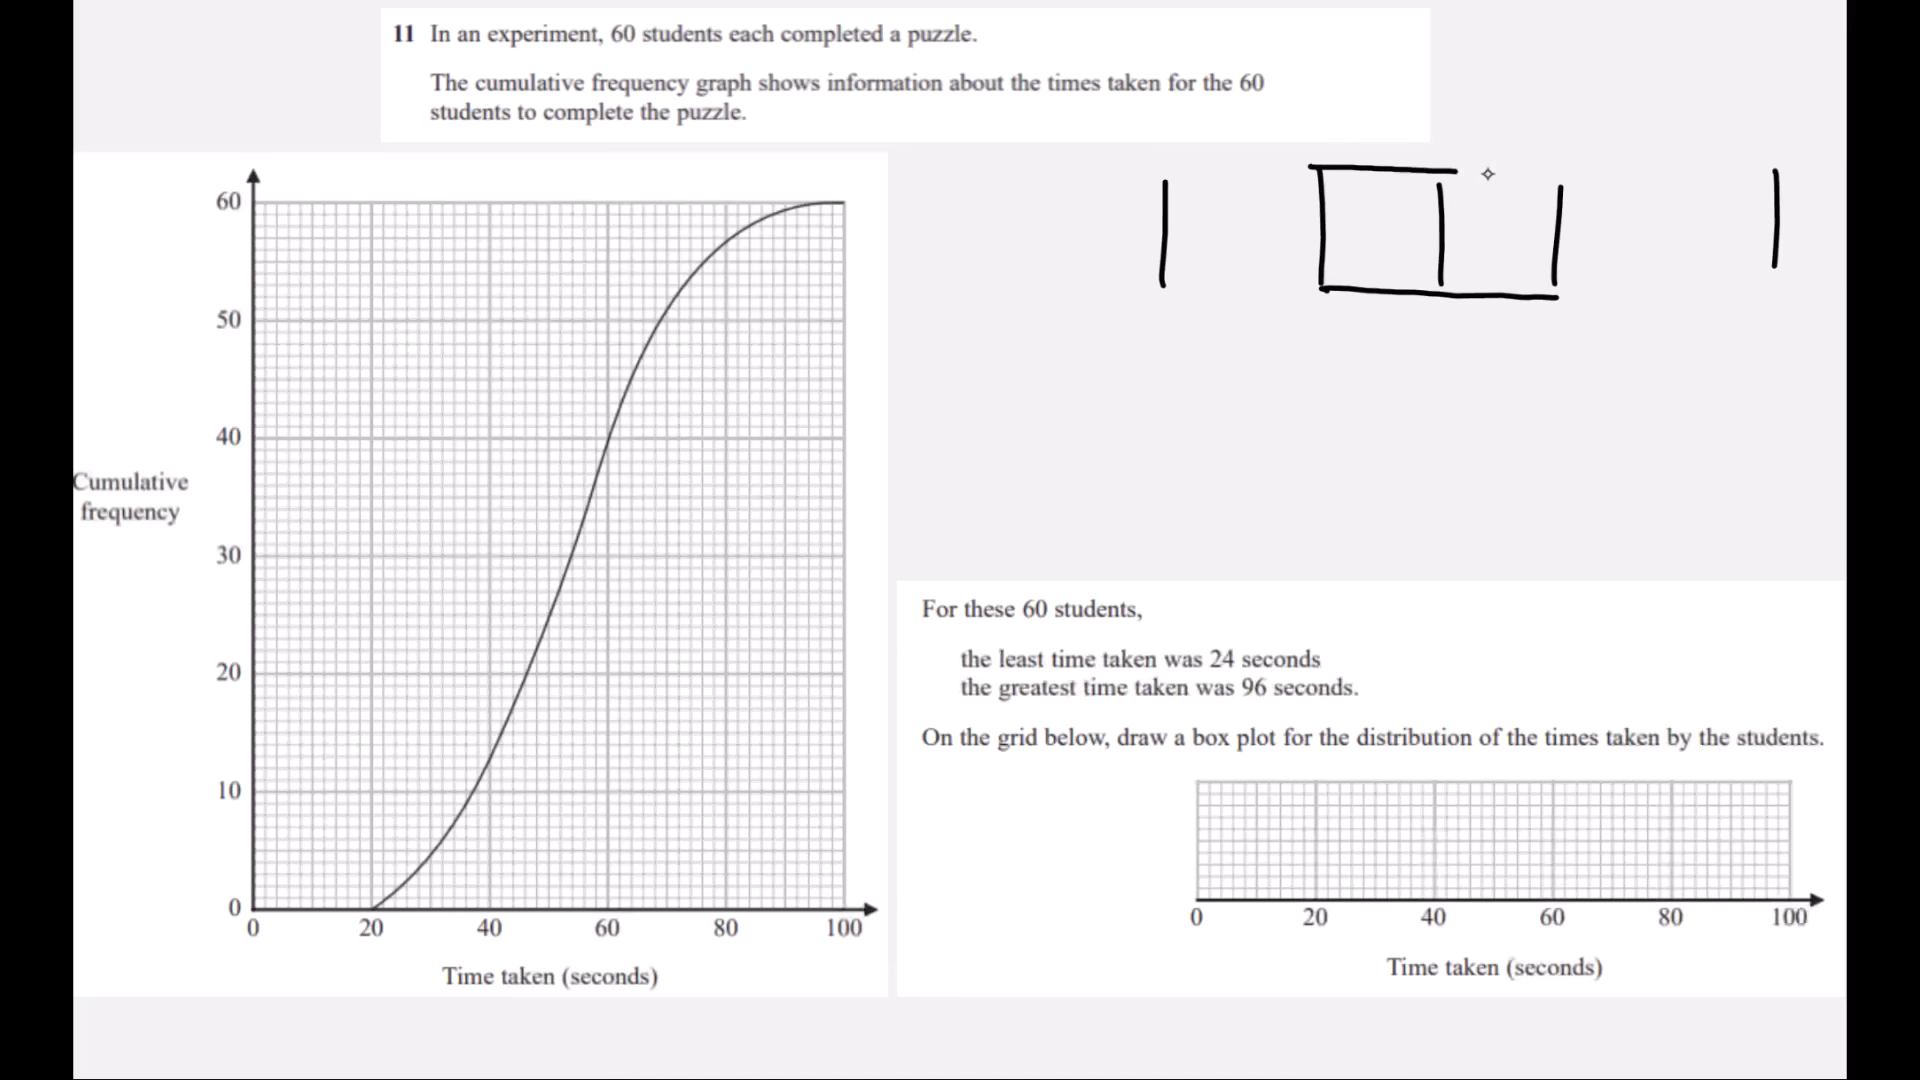 11 In an experiment, 60 students each completed a puzzle.
The cumulative frequency graph shows information about the times taken for the 60
students to complete the puzzle.
60
50
40
30
20
10
0
Cumulative
frequency
0 20 40 60 80 100
Time taken (seconds)
For these 60 students,
the least time taken was 24 seconds
the greatest time taken was 96 seconds.
On the grid below, draw a box plot for the distribution of the times taken by the students.
0 20 40 60 80 100
Time taken (seconds)